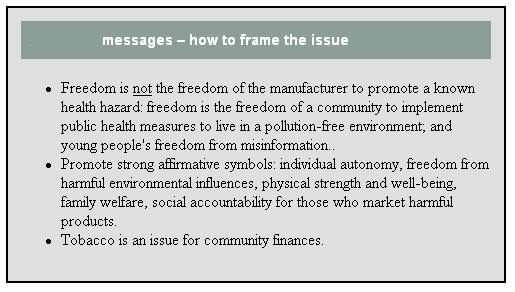 messages – how to frame the issue
• Freedom is not the freedom of the manufacturer to promote a known
health hazard: freedom is the freedom of a community to implement
public health measures to live in a pollution-free environment; and
young people's freedom from misinformation..
• Promote strong affirmative symbols: individual autonomy, freedom from
harmful environmental influences, physical strength and well-being,
family welfare, social accountability for those who market harmful
products.
• Tobacco is an issue for community finances.